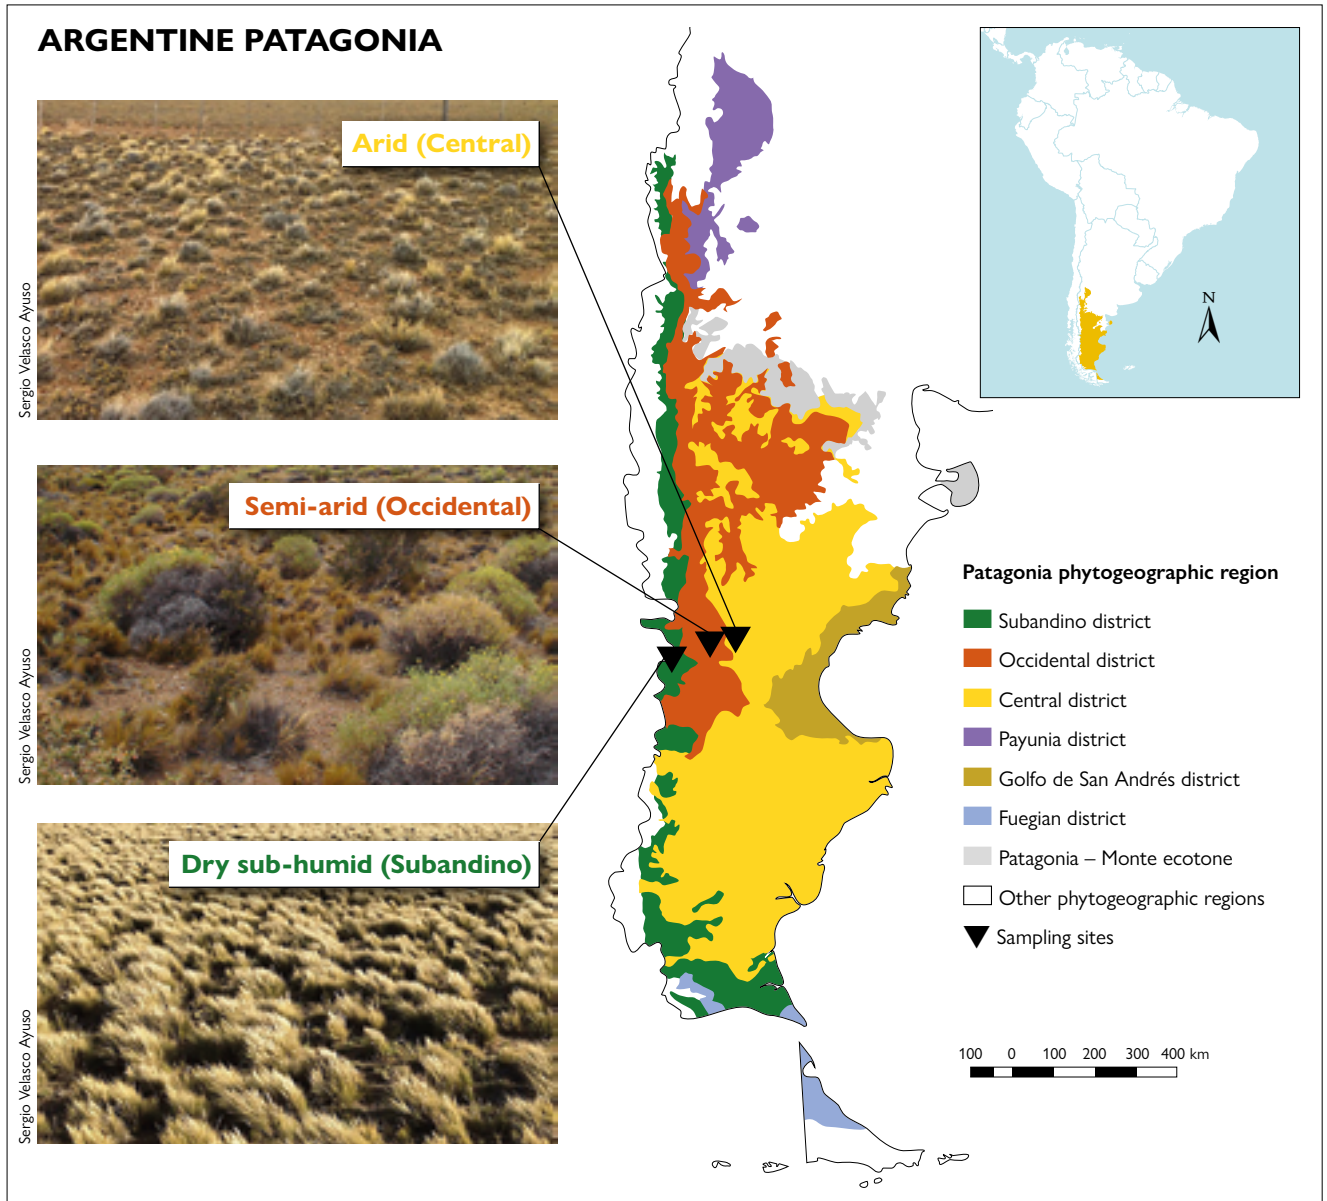 ARGENTINE PATAGONIA
Arid (Central)
Sergio Velasco Ayuso
Semi-arid (Occidental)
Sergio Velasco Ayuso
Dry sub-humid (Subandino)
Sergio Velasco Ayuso
N
Patagonia phytogeographic region
Subandino district
Occidental district
Central district
Payunia district
Golfo de San Andrés district
Fuegian district
Patagonia – Monte ecotone
Other phytogeographic regions
Sampling sites
100 0 100 200 300 400 km